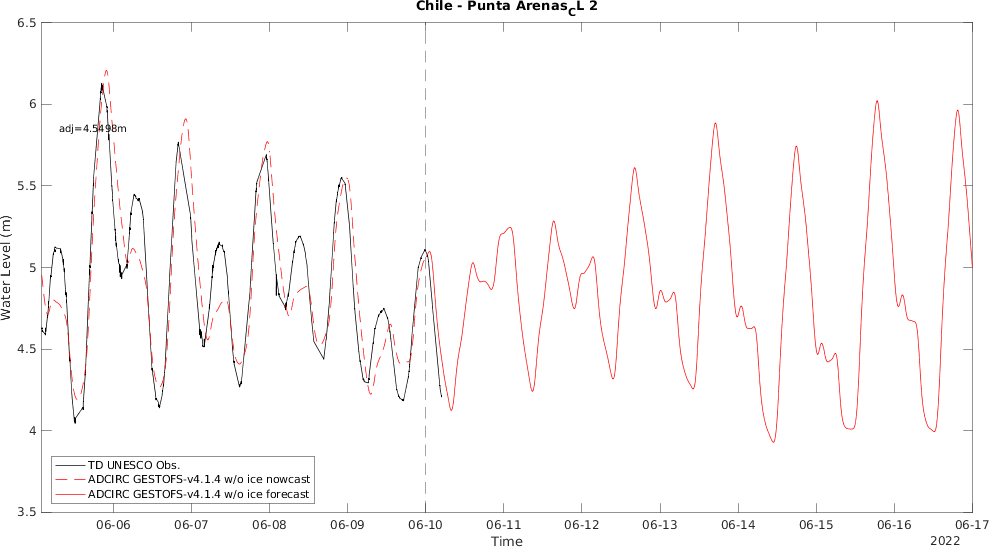 Chile - Punta Arenas_CL 2
6.5
6
5.5
5
4.5
4
3.5
Water Level (m)
adj=4.5498m
TD UNESCO Obs.
ADCIRC GESTOFS-v4.1.4 w/o ice nowcast
ADCIRC GESTOFS-v4.1.4 w/o ice forecast
06-06 06-07 06-08 06-09 06-10 06-11 06-12 06-13 06-14 06-15 06-16 06-17
Time
2022